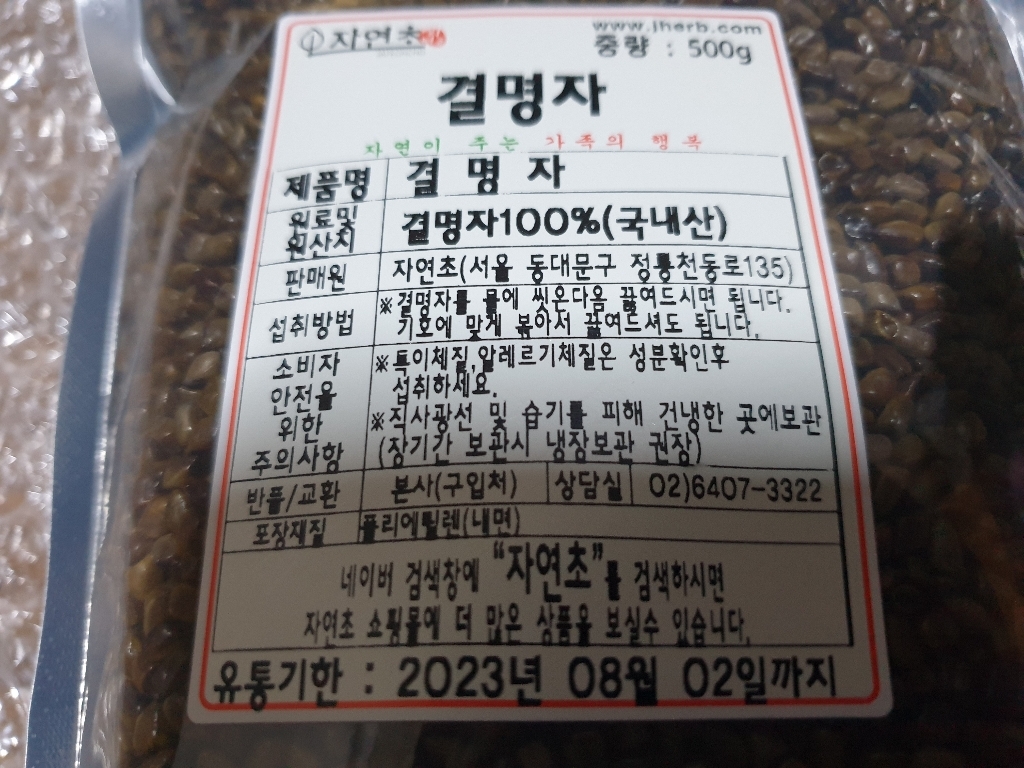 자연초
www.jherb.com
중량 : 500g
결명자
자연이 주는 가족의 행복
제품명 결 명 자
원료및
원산지
결명자100%(국내산)
판매원 자연초(서울 동대문구 정릉천동로135)
섭취방법
※결명자를 물에 씻은다음 끓여드시면 됩니다.
기호에 맞게 볶아서 끓여드셔도 됩니다.
소비자
안전을
위한
주의사항
※특이체질,알레르기체질은 성분확인후
섭취하세요.
※직사광선 및 습기를 피해 건냉한 곳에보관
(장기간 보관시 냉장보관 권장)
반품/교환 본사(구입처) 상담실 02)6407-3322
포장재질 폴리에틸렌(내면)
네이버 검색창에 "자연초"를 검색하시면
자연초 쇼핑몰에 더 많은 상품을 보실수 있습니다.
유통기한 : 2023년 08월 02일까지